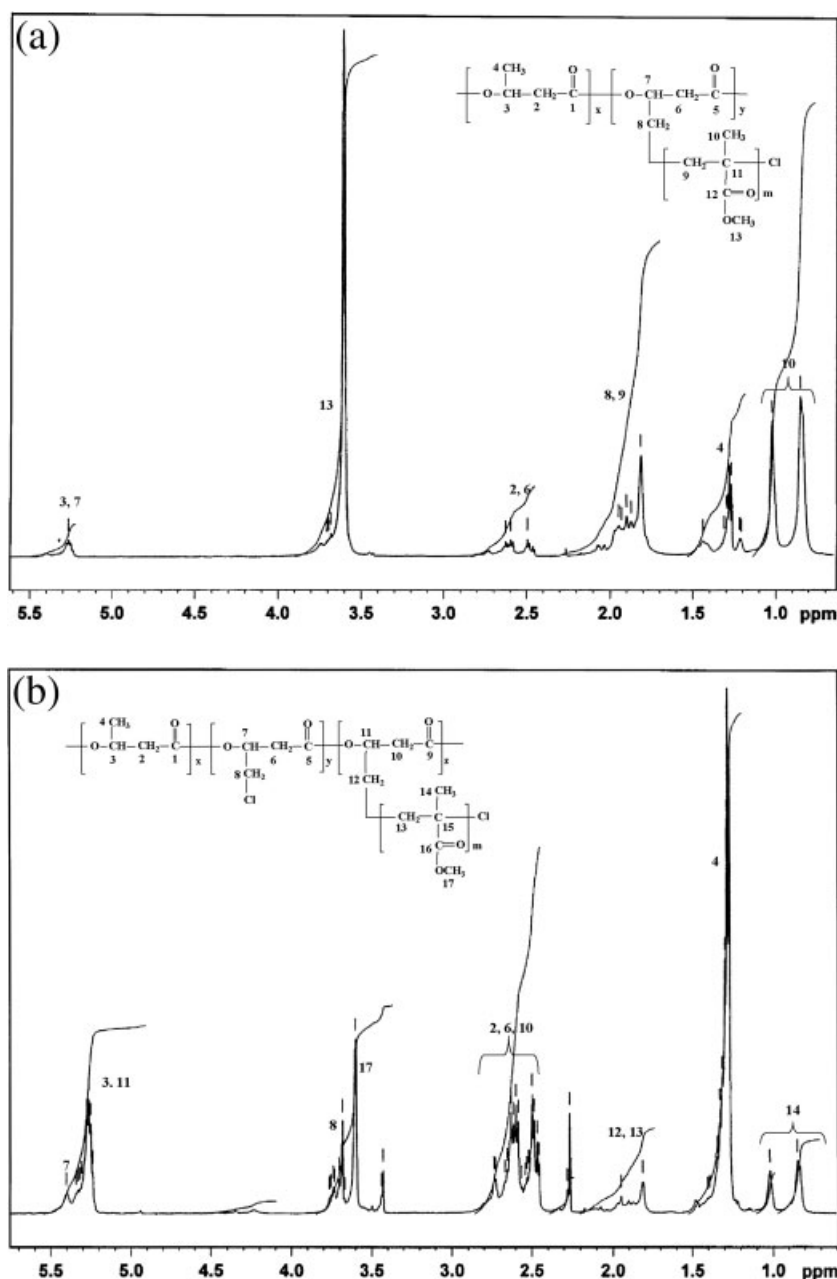 (a)
4 CH₃ O 7 O
O—CH—CH₂—C O—CH—CH₂—C
3 2 1 x 8 CH₂ 6 5 y
10 CH₃
CH₂—C—Cl
9 11
12 C=O m
OCH₃
13
10
13
8, 9
4
3, 7
2, 6
5.5 5.0 4.5 4.0 3.5 3.0 2.5 2.0 1.5 1.0 ppm
(b)
4 CH₃ O 7 O 11 O
O—CH—CH₂—C O—CH—CH₂—C O—CH—CH₂—C
3 2 1 x 8 CH₂ 6 5 y 10 9 z
Cl 12 CH₂
14 CH₃
CH₂—C—Cl
13 15
16 C=O m
OCH₃
17
4
2, 6, 10
3. 11
17
8
7
12, 13
14
5.5 5.0 4.5 4.0 3.5 3.0 2.5 2.0 1.5 1.0 ppm